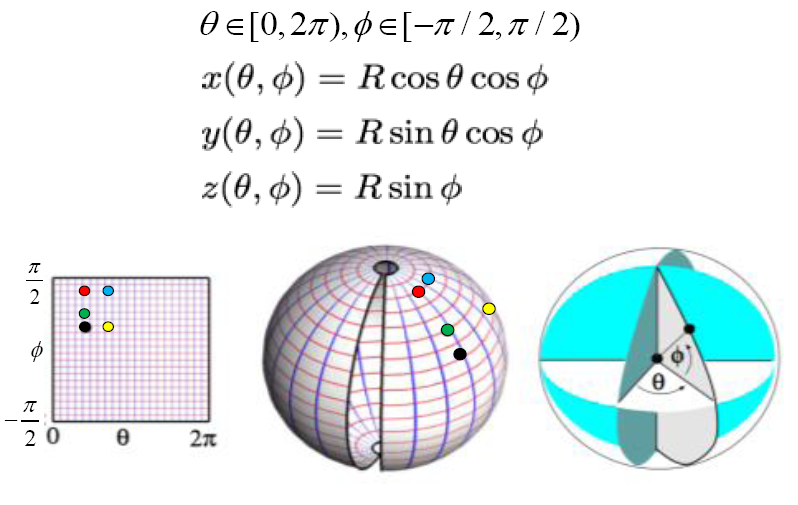 θ∈[0,2π),ϕ∈[−π/2,π/2)
x(θ,ϕ) = R cos θ cos ϕ
y(θ,ϕ) = R sin θ cos ϕ
z(θ,ϕ) = R sin ϕ
π
2
ϕ
−π
2
0 θ 2π
ϕ
θ